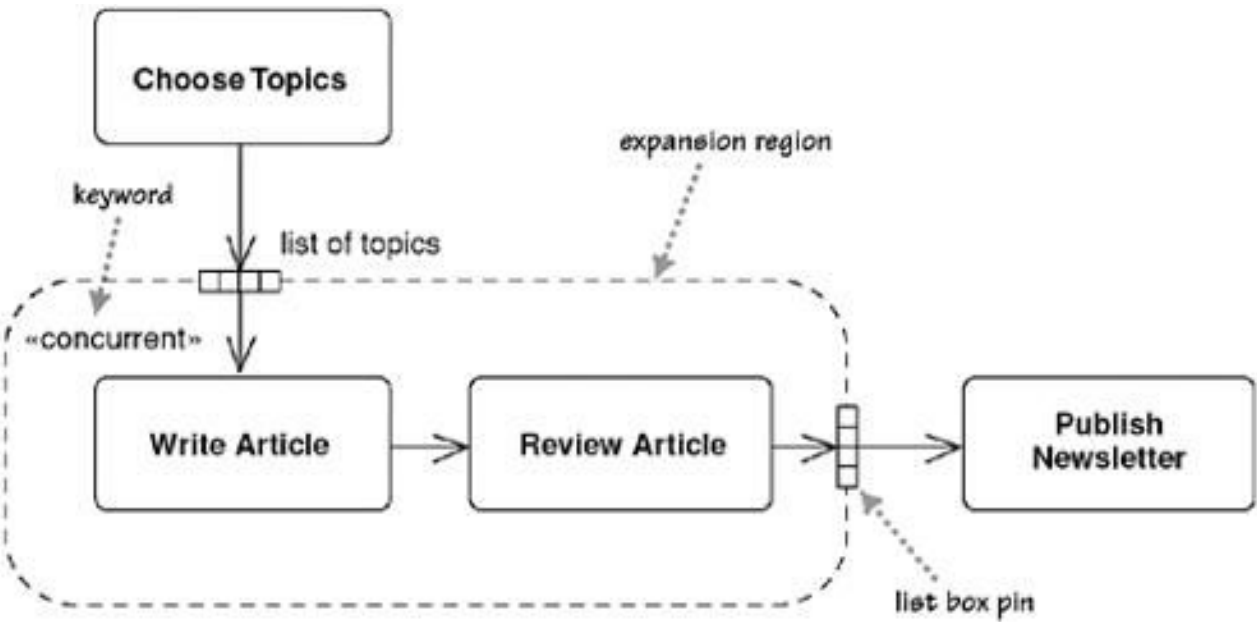 Choose Topics
expansion region
keyword
list of topics
«concurrent»
Write Article
Review Article
Publish
Newsletter
list box pin